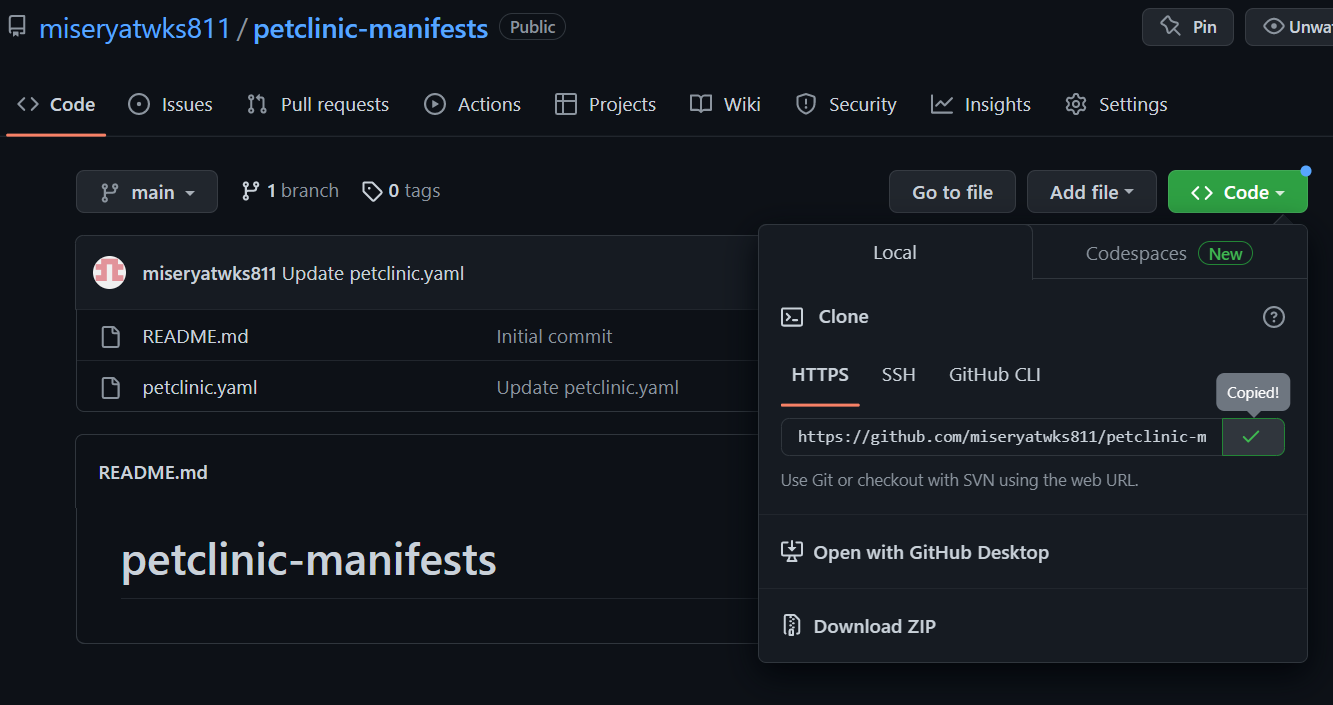 miseryatwks811 / petclinic-manifests Public Pin Unwa
Code Issues Pull requests Actions Projects Wiki Security Insights Settings
main 1 branch 0 tags Go to file Add file Code
miseryatwks811 Update petclinic.yaml
README.md Initial commit
petclinic.yaml Update petclinic.yaml
README.md
petclinic-manifests
Local Codespaces New
Clone
HTTPS SSH GitHub CLI
Copied!
https://github.com/miseryatwks811/petclinic-m
Use Git or checkout with SVN using the web URL.
Open with GitHub Desktop
Download ZIP